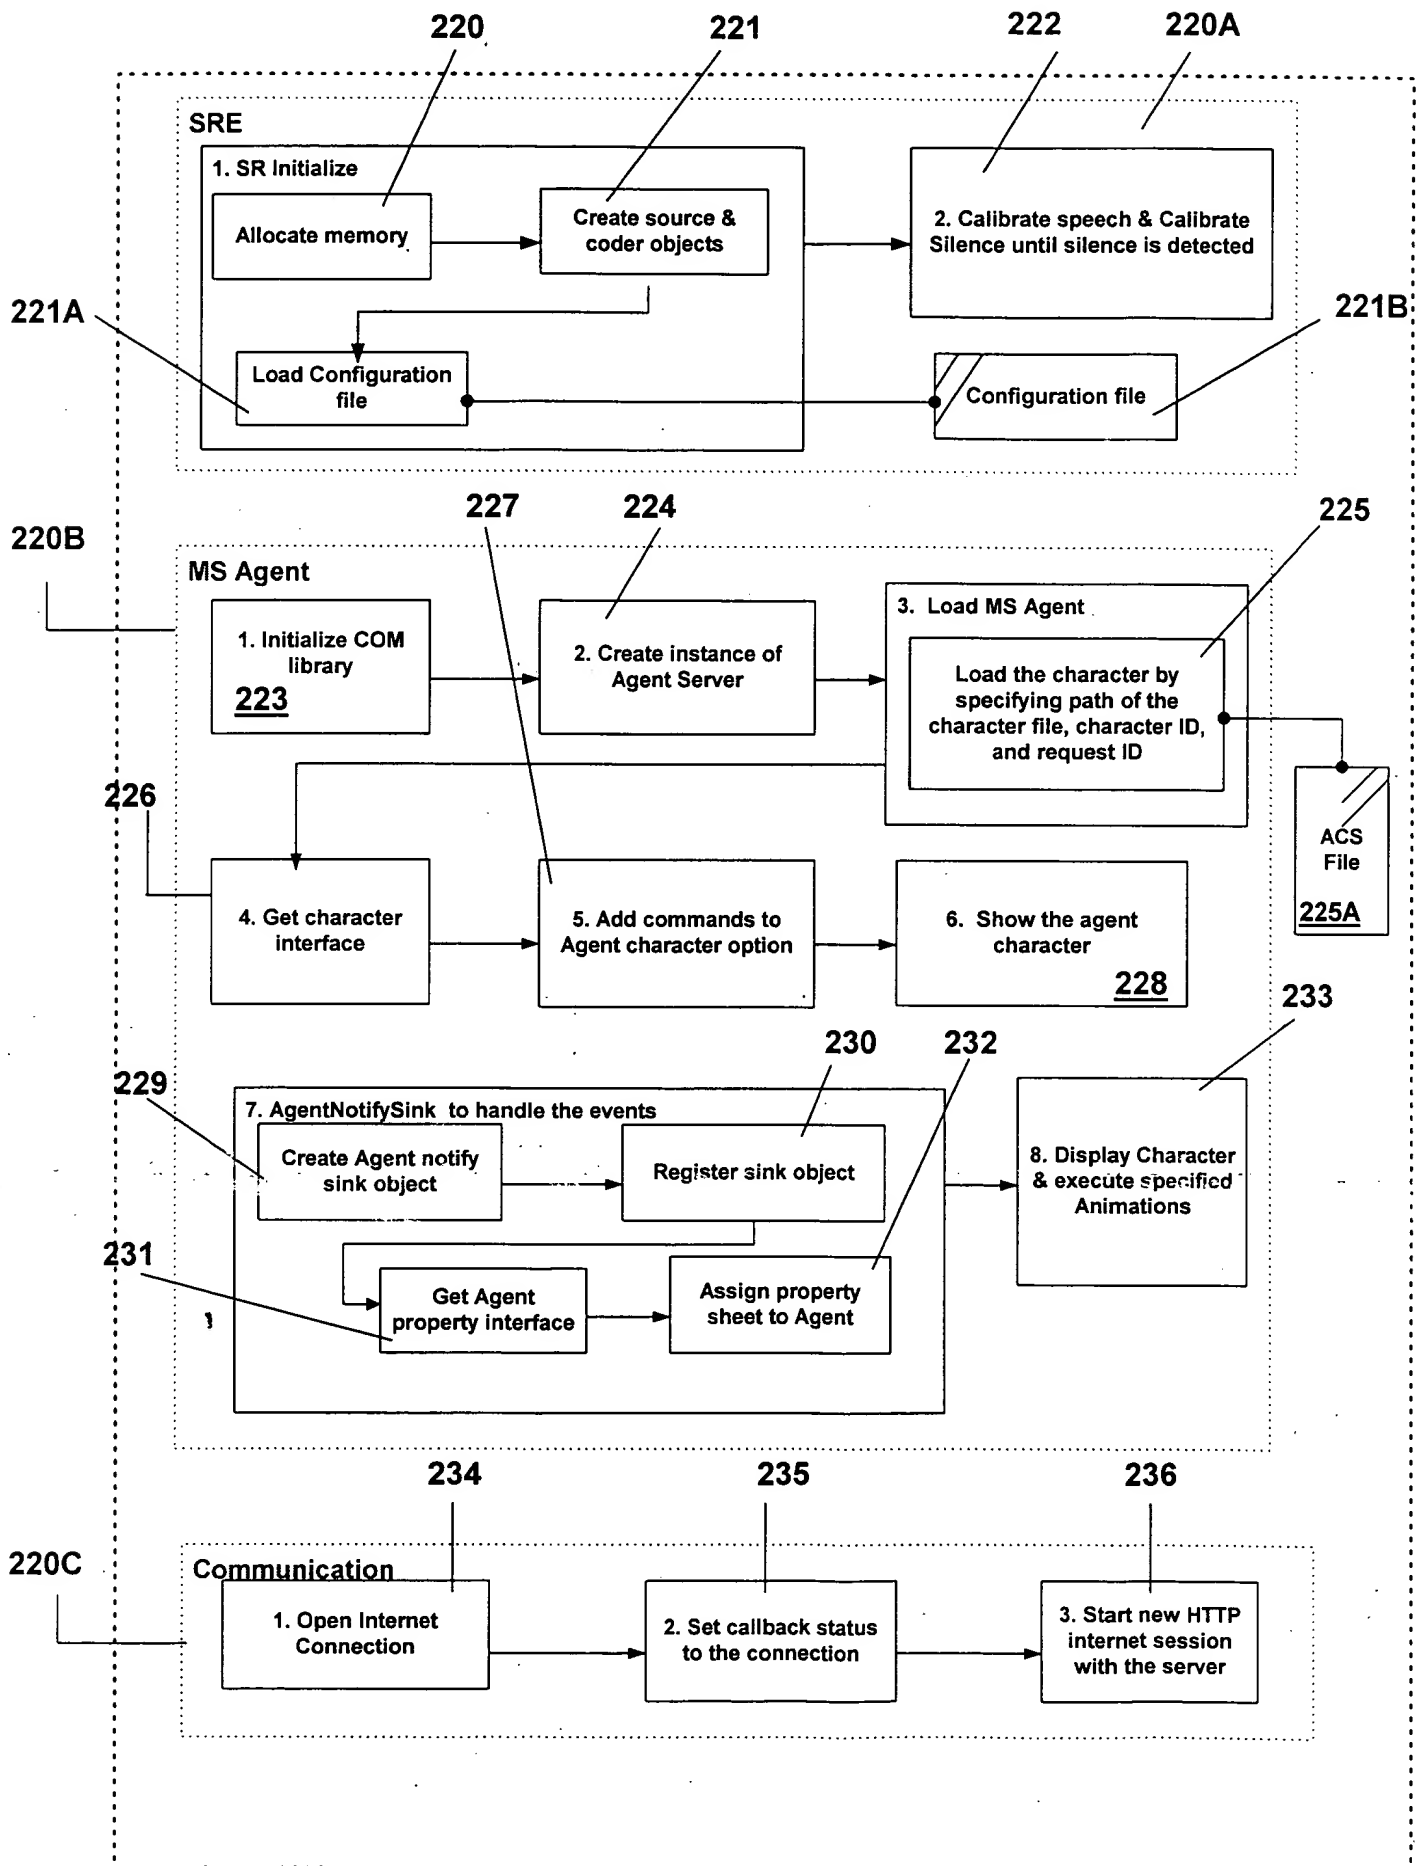 220
221
222
220A
SRE
1. SR Initialize
Allocate memory
Create source &
coder objects
2. Calibrate speech & Calibrate
Silence until silence is detected
221A
221B
Load Configuration
file
Configuration file
227
224
225
220B
MS Agent
1. Initialize COM
library
223
2. Create instance of
Agent Server
3. Load MS Agent
Load the character by
specifying path of the
character file, character ID,
and request ID
226
ACS
File
225A
4. Get character
interface
5. Add commands to
Agent character option
6. Show the agent
character
228
233
230
232
229
7. AgentNotifySink to handle the events
Create Agent notify
sink object
Register sink object
8. Display Character
& execute specified
Animations
231
Get Agent
property interface
Assign property
sheet to Agent
234
235
236
220C
Communication
1. Open Internet
Connection
2. Set callback status
to the connection
3. Start new HTTP
internet session
with the server